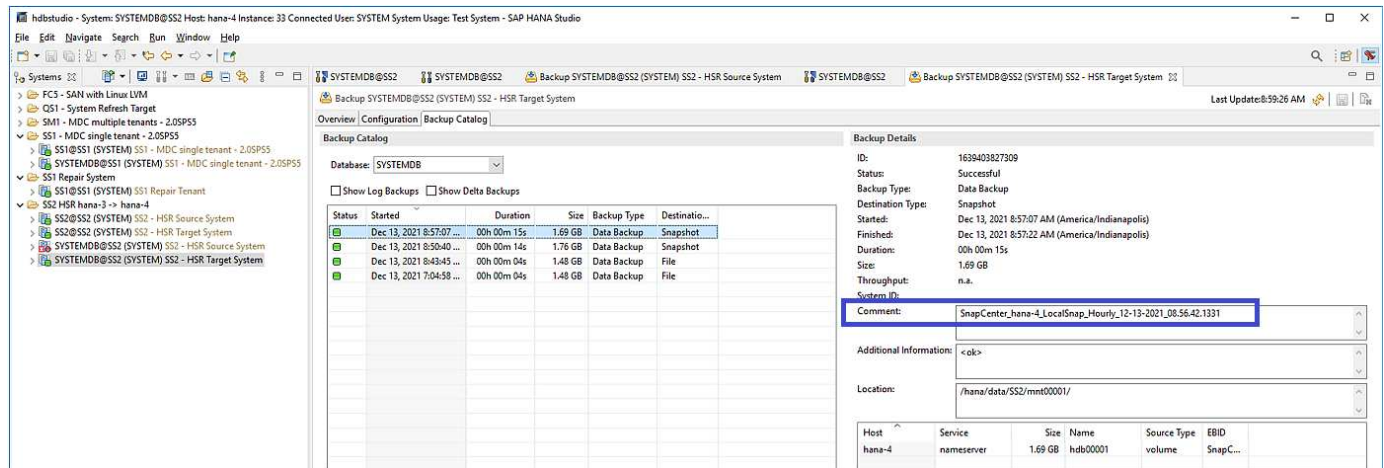 hdbstudio - System: SYSTEMDB@SS2 Host: hana-4 Instance: 33 Connected User: SYSTEM System Usage: Test System - SAP HANA Studio
File Edit Navigate Search Run Window Help
Systems
FC5 - SAN with Linux LVM
QS1 - System Refresh Target
SM1 - MDC multiple tenants - 2.0SPS5
SS1 - MDC single tenant - 2.0SPS5
SS1@SS1 (SYSTEM) SS1 - MDC single tenant - 2.0SPS5
SYSTEMDB@SS1 (SYSTEM) SS1 - MDC single tenant - 2.0SPS5
SS1 Repair System
SS1@SS1 (SYSTEM) SS1 Repair Tenant
SS2 HSR hana-3 -> hana-4
SS2@SS2 (SYSTEM) SS2 - HSR Source System
SS2@SS2 (SYSTEM) SS2 - HSR Target System
SYSTEMDB@SS2 (SYSTEM) SS2 - HSR Source System
SYSTEMDB@SS2 (SYSTEM) SS2 - HSR Target System
SYSTEMDB@SS2 SYSTEMDB@SS2 Backup SYSTEMDB@SS2 (SYSTEM) SS2 - HSR Source System SYSTEMDB@SS2 Backup SYSTEMDB@SS2 (SYSTEM) SS2 - HSR Target System
Backup SYSTEMDB@SS2 (SYSTEM) SS2 - HSR Target System Last Update:8:59:26 AM
Overview Configuration Backup Catalog
Backup Catalog
Database: SYSTEMDB
Show Log Backups Show Delta Backups
Status Started Duration Size Backup Type Destinatio...
Dec 13, 2021 8:57:07 ... 00h 00m 15s 1.69 GB Data Backup Snapshot
Dec 13, 2021 8:50:40 ... 00h 00m 14s 1.76 GB Data Backup Snapshot
Dec 13, 2021 8:43:45 ... 00h 00m 04s 1.48 GB Data Backup File
Dec 13, 2021 7:04:58 ... 00h 00m 04s 1.48 GB Data Backup File
Backup Details
ID: 1639403827309
Status: Successful
Backup Type: Data Backup
Destination Type: Snapshot
Started: Dec 13, 2021 8:57:07 AM (America/Indianapolis)
Finished: Dec 13, 2021 8:57:22 AM (America/Indianapolis)
Duration: 00h 00m 15s
Size: 1.69 GB
Throughput: n.a.
System ID:
Comment: SnapCenter_hana-4_LocalSnap_Hourly_12-13-2021_08.56.42.1331
Additional Information: <ok>
Location: /hana/data/SS2/mnt00001/
Host Service Size Name Source Type EBID
hana-4 nameserver 1.69 GB hdb00001 volume SnapC...